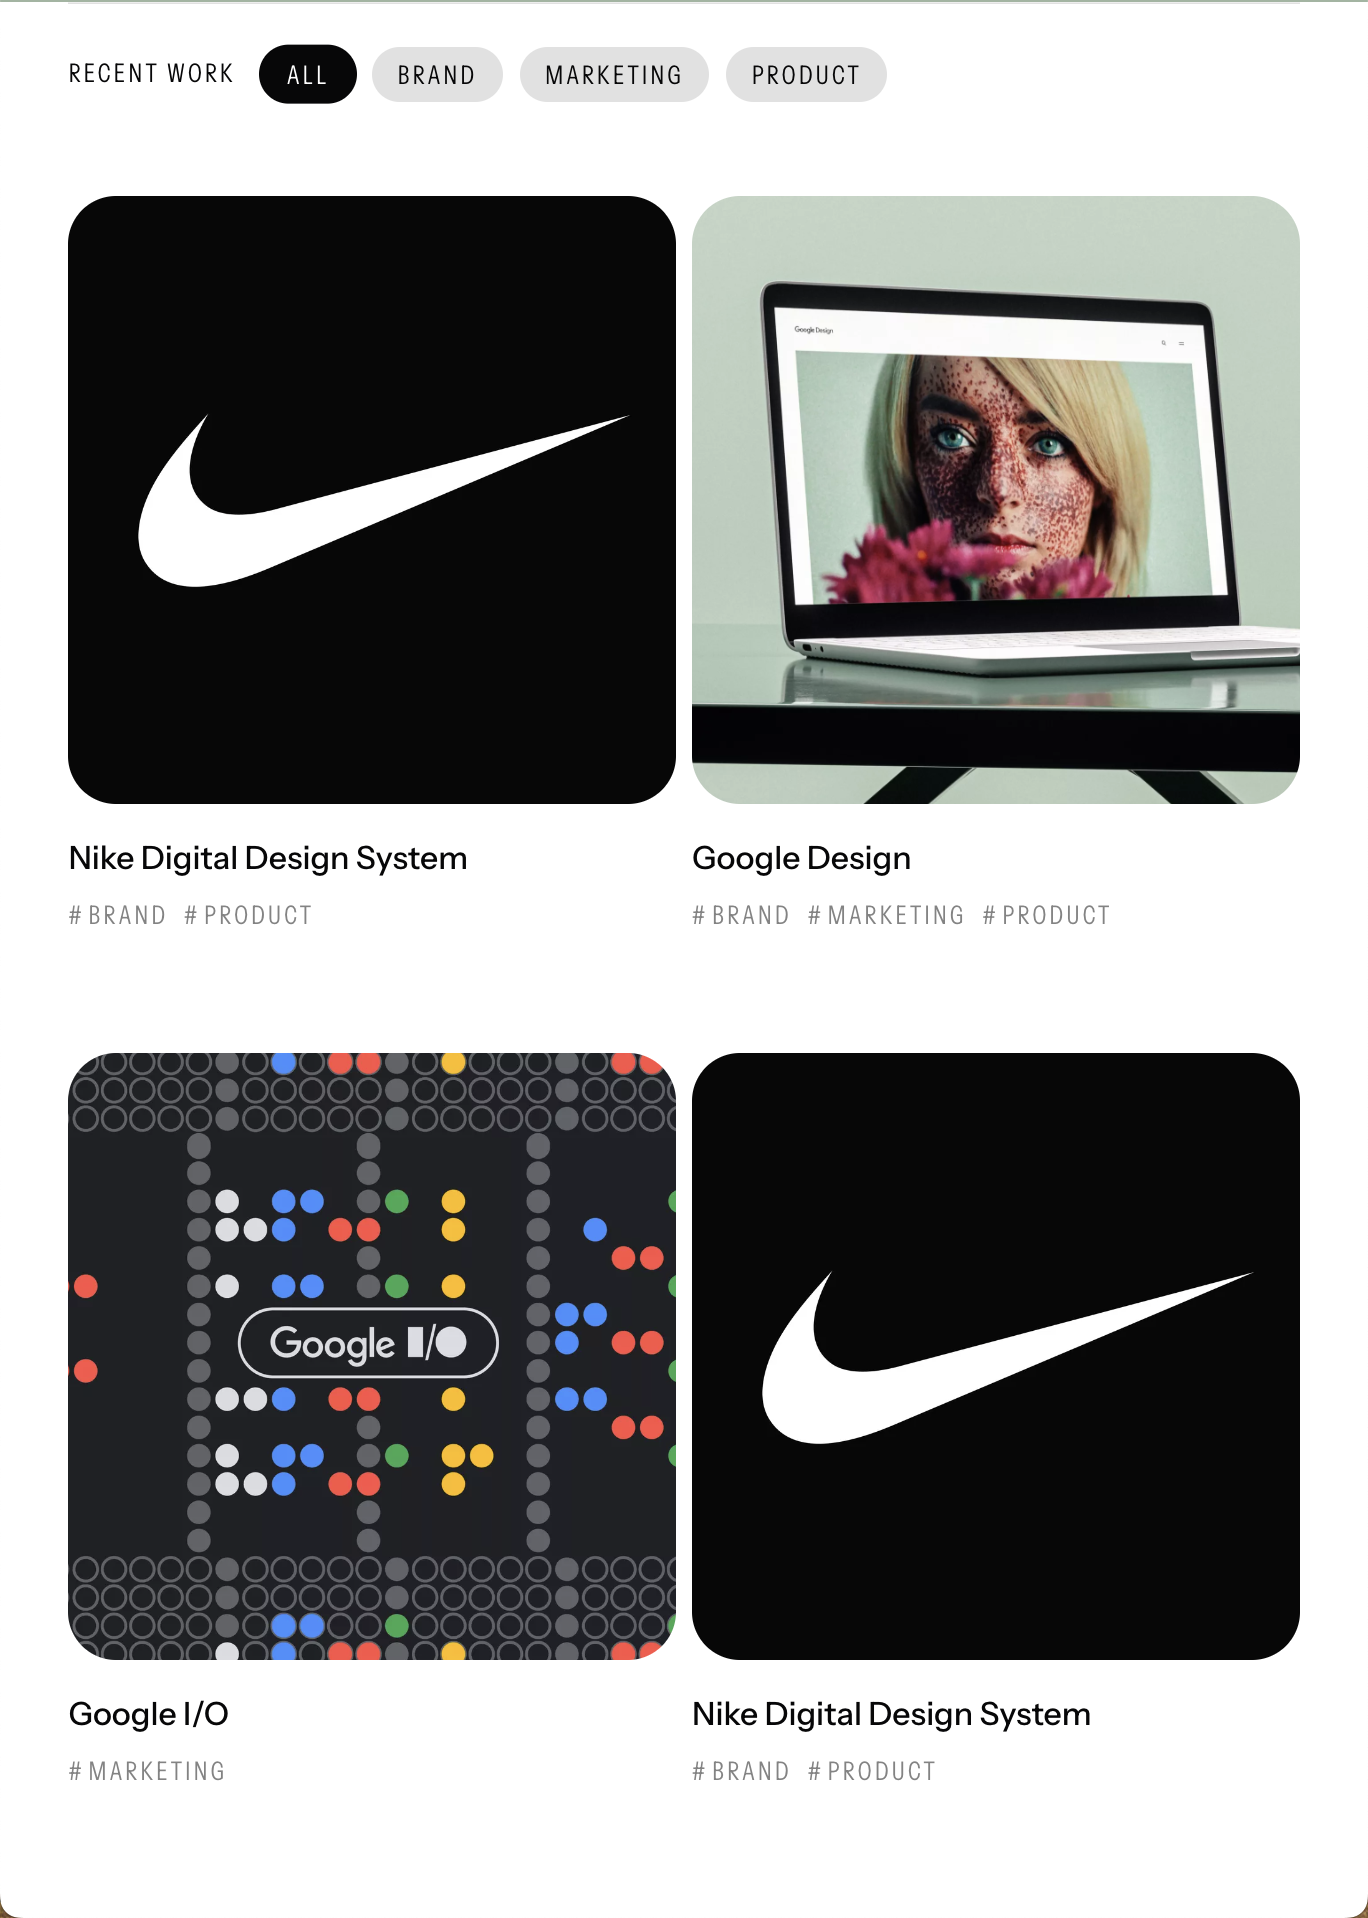 RECENT WORK ALL BRAND MARKETING PRODUCT
Google Design
Nike Digital Design System
# BRAND # PRODUCT
Google Design
# BRAND # MARKETING # PRODUCT
Google I/O
Google I/O
# MARKETING
Nike Digital Design System
# BRAND # PRODUCT